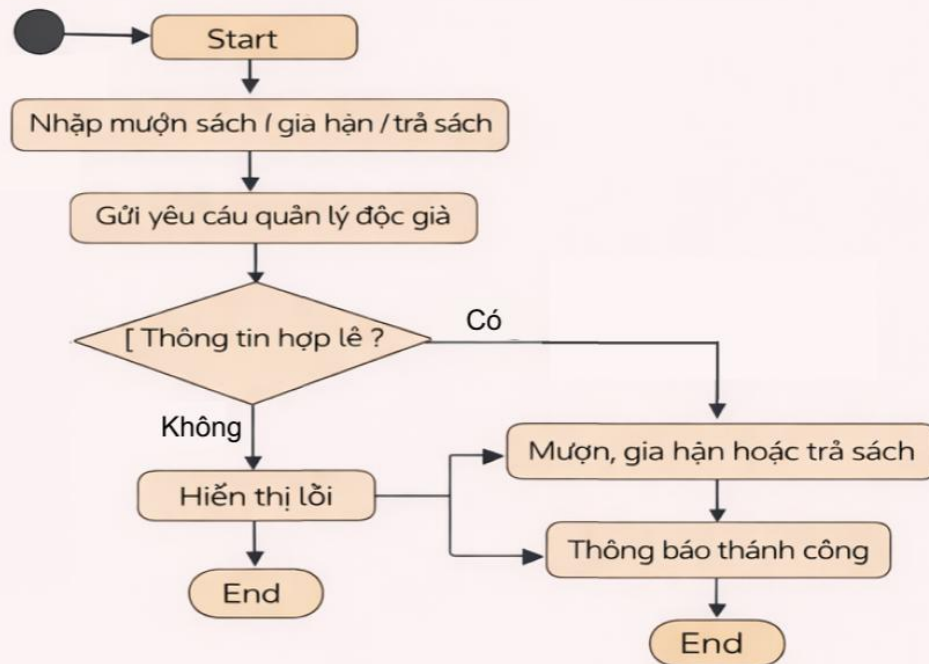 Start
Nhặp mượn sách / gia hạn / trả sách
Gửi yêu cáu quản lý độc già
[ Thông tin hợp lê ?
Có
Không
Mượn, gia hạn hoặc trả sách
Hiến thị lỗi
Thông báo thánh công
End
End